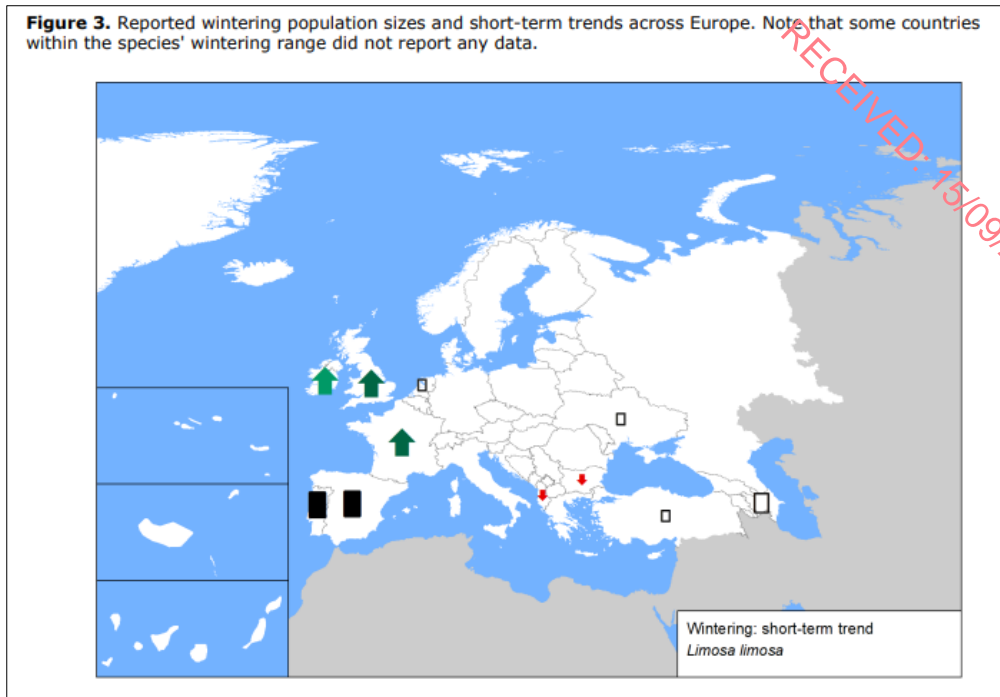 Figure 3. Reported wintering population sizes and short-term trends across Europe. Note that some countries
within the species' wintering range did not report any data.
RECEIVED: 15/09/
Wintering: short-term trend
Limosa limosa